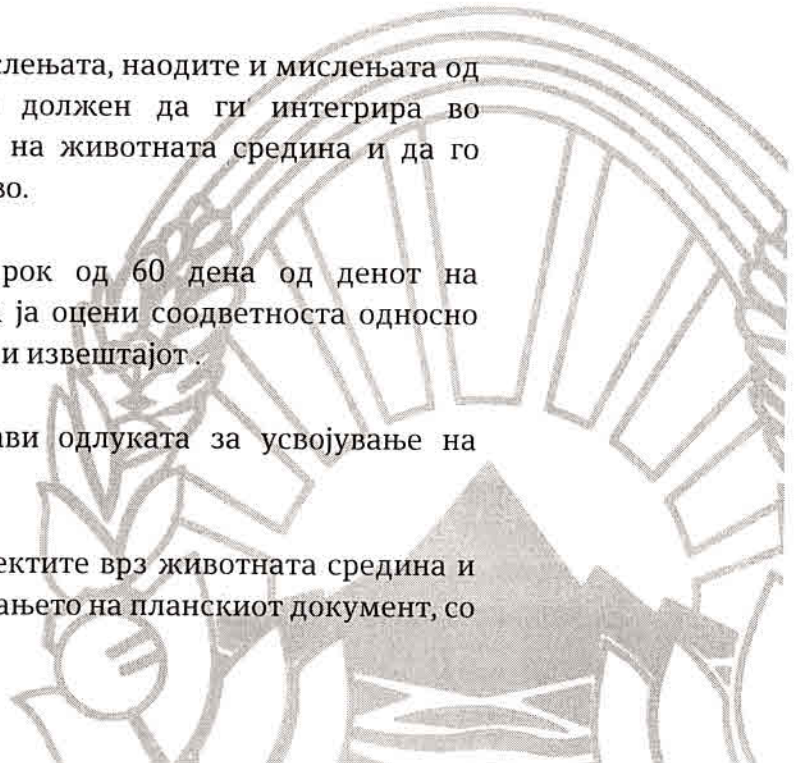 слењата, наодите и мислењата од
должен да ги интегрира во
на животната средина и да го
во.
рок од 60 дена од денот на
ја оцени соодветноста односно
и извештајот .
ави одлуката за усвојување на
ектите врз животната средина и
ањето на планскиот документ, со